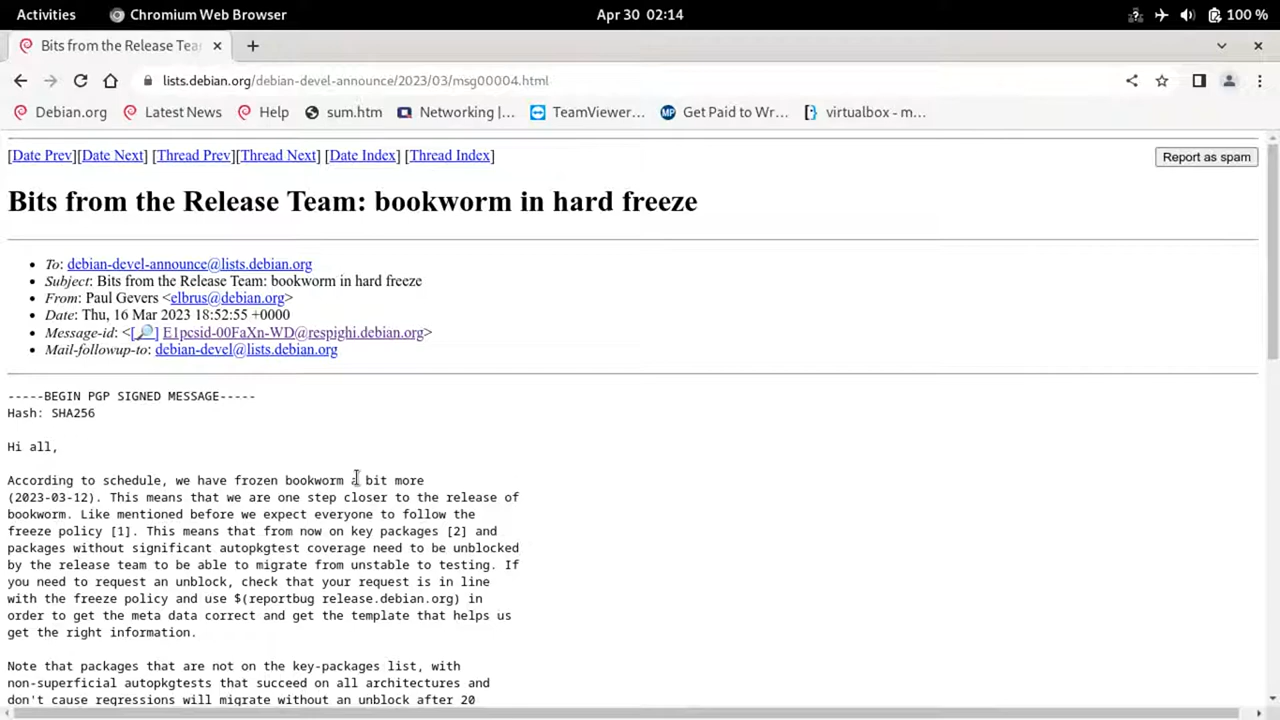 Activities Chromium Web Browser Apr 30 02:14 100 %
Bits from the Release Tea
lists.debian.org/debian-devel-announce/2023/03/msg00004.html
Debian.org Latest News Help sum.htm Networking |... TeamViewer... Get Paid to Wr... virtualbox - m...
[Date Prev][Date Next] [Thread Prev][Thread Next] [Date Index] [Thread Index] Report as spam
Bits from the Release Team: bookworm in hard freeze
To: debian-devel-announce@lists.debian.org
Subject: Bits from the Release Team: bookworm in hard freeze
From: Paul Gevers <elbrus@debian.org>
Date: Thu, 16 Mar 2023 18:52:55 +0000
Message-id: <[🔎] E1pcsid-00FaXn-WD@respighi.debian.org>
Mail-followup-to: debian-devel@lists.debian.org
-----BEGIN PGP SIGNED MESSAGE-----
Hash: SHA256
Hi all,
According to schedule, we have frozen bookworm a bit more
(2023-03-12). This means that we are one step closer to the release of
bookworm. Like mentioned before we expect everyone to follow the
freeze policy [1]. This means that from now on key packages [2] and
packages without significant autopkgtest coverage need to be unblocked
by the release team to be able to migrate from unstable to testing. If
you need to request an unblock, check that your request is in line
with the freeze policy and use $(reportbug release.debian.org) in
order to get the meta data correct and get the template that helps us
get the right information.
Note that packages that are not on the key-packages list, with
non-superficial autopkgtests that succeed on all architectures and
don't cause regressions will migrate without an unblock after 20